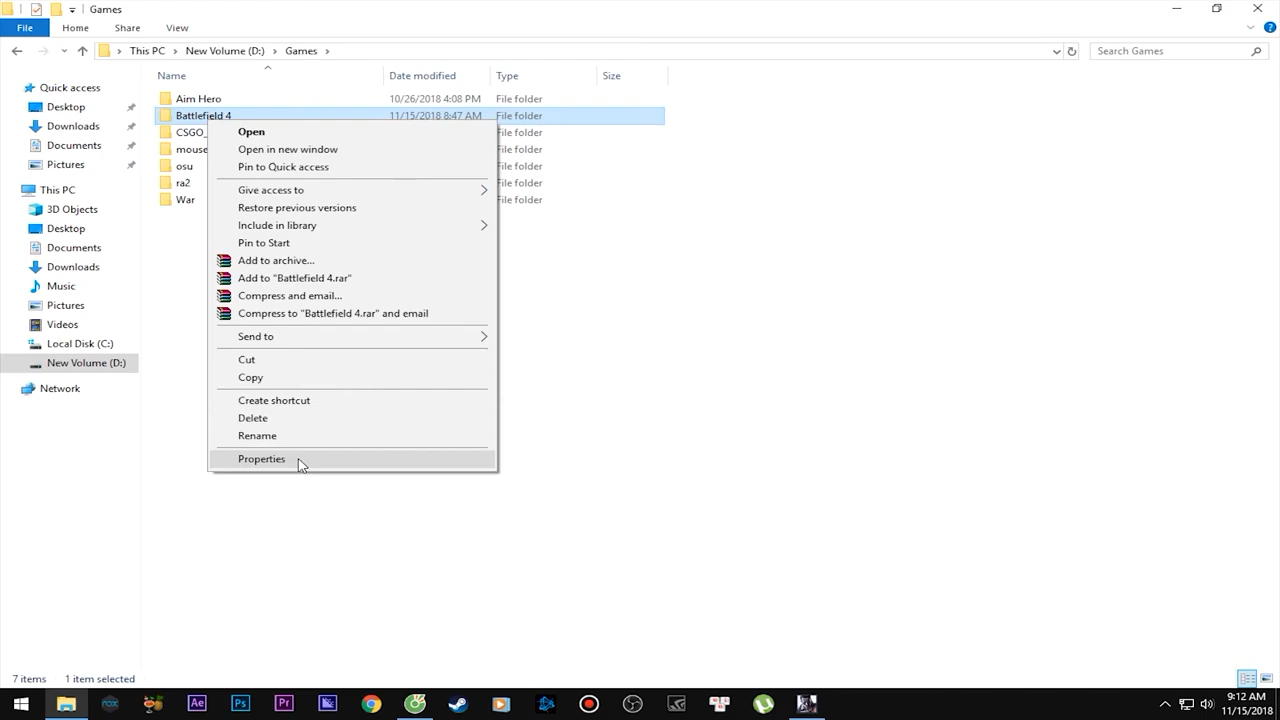 Games
File
Home
Share
View
This PC
New Volume (D:)
Games
Search Games
Name
Date modified
Type
Size
Quick access
Desktop
Downloads
Documents
Pictures
This PC
3D Objects
Desktop
Documents
Downloads
Music
Pictures
Videos
Local Disk (C:)
New Volume (D:)
Network
Aim Hero 10/26/2018 4:08 PM File folder
Battlefield 4 11/15/2018 8:47 AM File folder
CSGO_ File folder
mouse File folder
osu File folder
ra2 File folder
War File folder
Open
Open in new window
Pin to Quick access
Give access to
Restore previous versions
Include in library
Pin to Start
Add to archive...
Add to "Battlefield 4.rar"
Compress and email...
Compress to "Battlefield 4.rar" and email
Send to
Cut
Copy
Create shortcut
Delete
Rename
Properties
7 items 1 item selected
Ae
Ps
Pr
9:12 AM
11/15/2018